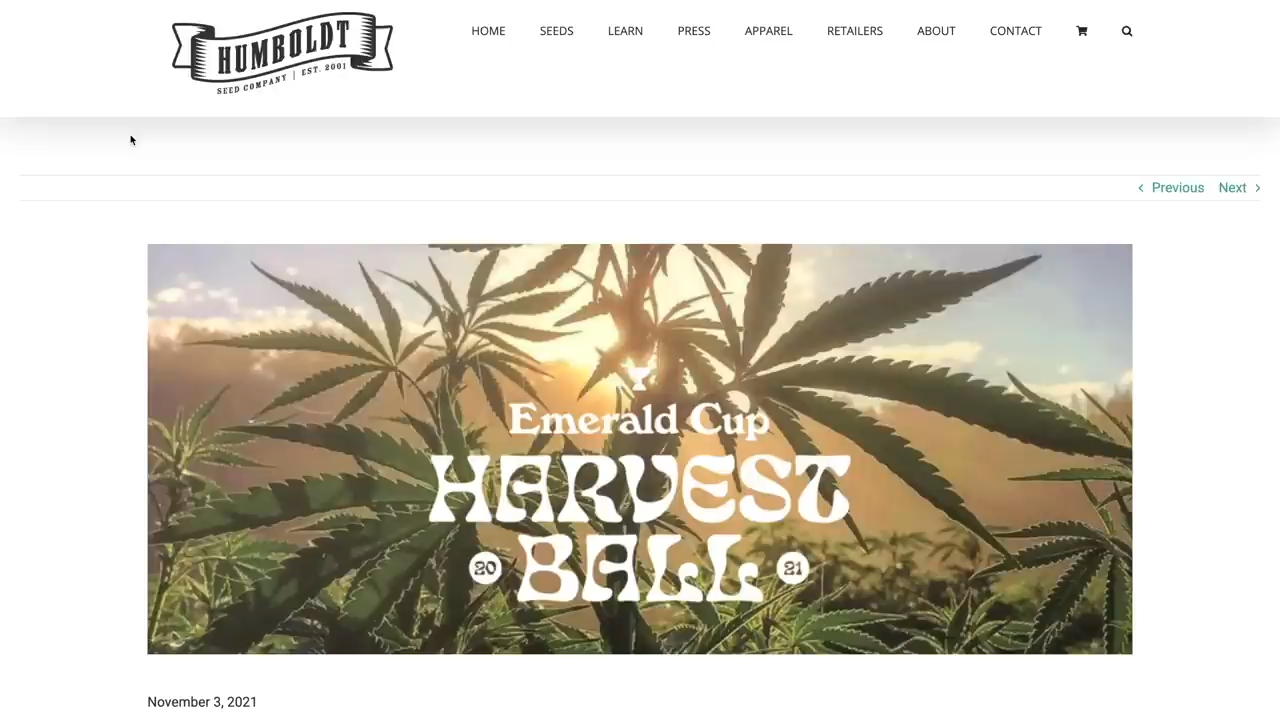 HUMBOLDT
SEED COMPANY | EST. 2001
HOME SEEDS LEARN PRESS APPAREL RETAILERS ABOUT CONTACT
Previous Next
Emerald Cup
HARVEST
20 BALL 21
November 3, 2021